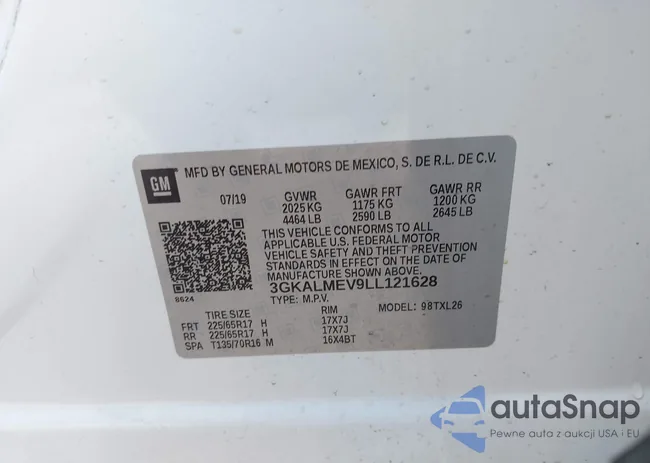 GM
MFD BY GENERAL MOTORS DE MEXICO, S. DE R.L. DE C.V.
07/19 GVWR GAWR FRT GAWR RR
2025 KG 1175 KG 1200 KG
4464 LB 2590 LB 2645 LB
THIS VEHICLE CONFORMS TO ALL
APPLICABLE U.S. FEDERAL MOTOR
VEHICLE SAFETY AND THEFT PREVENTION
STANDARDS IN EFFECT ON THE DATE OF
MANUFACTURE SHOWN ABOVE.
3GKALMEV9LL121628
8624
TYPE: M.P.V. MODEL: 98TXL26
TIRE SIZE RIM
FRT 225/65R17 H 17X7J
RR 225/65R17 H 17X7J
SPA T135/70R16 M 16X4BT
autaSnap
Pewne auta z aukcji USA i EU